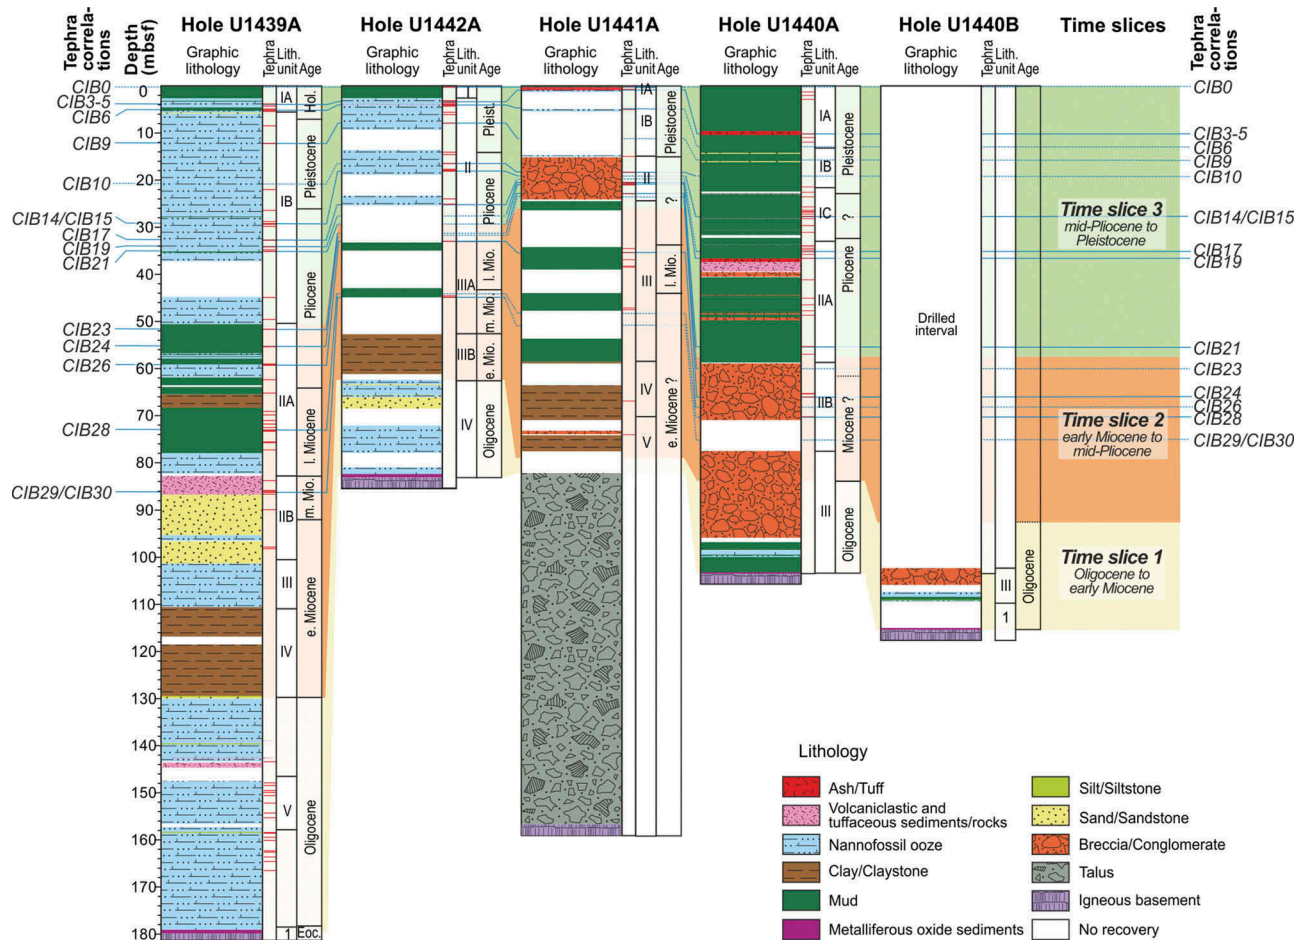 Tephra correla-tions
Depth (mbsf)
Hole U1439A
Hole U1442A
Hole U1441A
Hole U1440A
Hole U1440B
Time slices
Tephra correla-tions
Graphic lithology
Tephra
Lith. unit
Age
Graphic lithology
Tephra
Lith. unit
Age
Graphic lithology
Tephra
Lith. unit
Age
Graphic lithology
Tephra
Lith. unit
Age
Graphic lithology
Tephra
Lith. unit
Age
CIB0
CIB3-5
CIB6
CIB9
CIB10
CIB14/CIB15
CIB17
CIB19
CIB21
CIB23
CIB24
CIB26
CIB28
CIB29/CIB30
0
10
20
30
40
50
60
70
80
90
100
110
120
130
140
150
160
170
180
IA
IB
IIA
IIB
III
IV
V
1
Hol.
Pleistocene
Pliocene
l. Miocene
m. Mio.
e. Miocene
Oligocene
Eoc.
I
II
IIIA
IIIB
IV
Pleist.
Pliocene
l. Mio.
m. Mio.
e. Mio.
Oligocene
IA
IB
II
III
IV
V
Pleistocene
?
l. Mio.
e. Miocene ?
IA
IB
IC
IIA
IIB
III
Pleistocene
?
Pliocene
Miocene ?
Oligocene
Drilled interval
III
1
Oligocene
Time slice 3
mid-Pliocene to
Pleistocene
Time slice 2
early Miocene to
mid-Pliocene
Time slice 1
Oligocene to
early Miocene
CIB0
CIB3-5
CIB6
CIB9
CIB10
CIB14/CIB15
CIB17
CIB19
CIB21
CIB23
CIB24
CIB26
CIB28
CIB29/CIB30
Lithology
Ash/Tuff
Volcaniclastic and
tuffaceous sediments/rocks
Nannofossil ooze
Clay/Claystone
Mud
Metalliferous oxide sediments
Silt/Siltstone
Sand/Sandstone
Breccia/Conglomerate
Talus
Igneous basement
No recovery